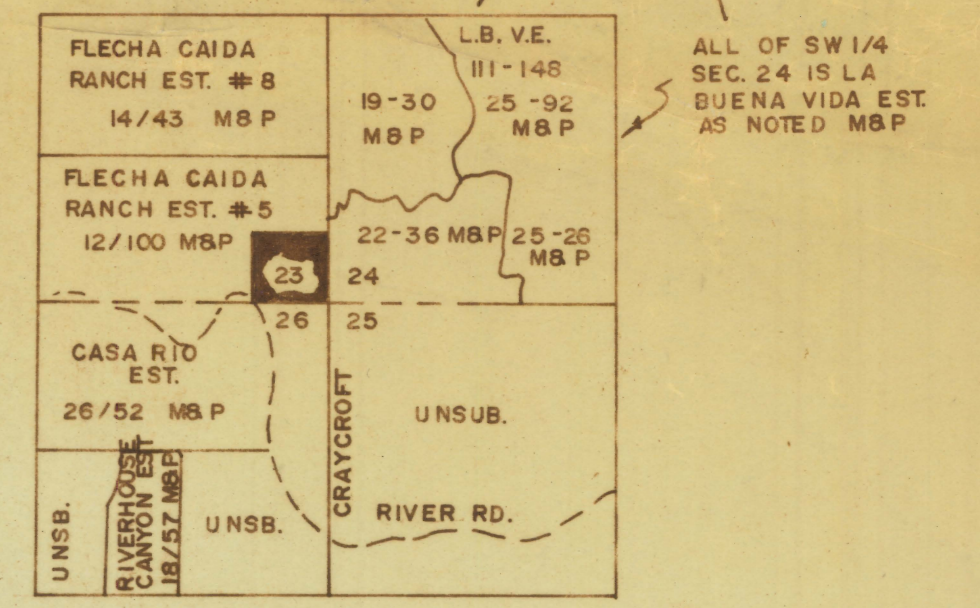 FLECHA CAIDA
RANCH EST. #8
14/43 M&P
L.B.V.E.
111-148
19-30
M&P
25-92
M&P
ALL OF SW 1/4
SEC. 24 IS LA
BUENA VIDA EST.
AS NOTED M&P
FLECHA CAIDA
RANCH EST. #5
12/100 M&P
22-36 M&P
25-26
M&P
23
24
26
25
CASA RIO
EST.
26/52 M&P
CRAYCROFT
UNSUB.
RIVER RD.
UNSB.
RIVERHOUSE
CANYON EST
18/57 M&P
UNSB.